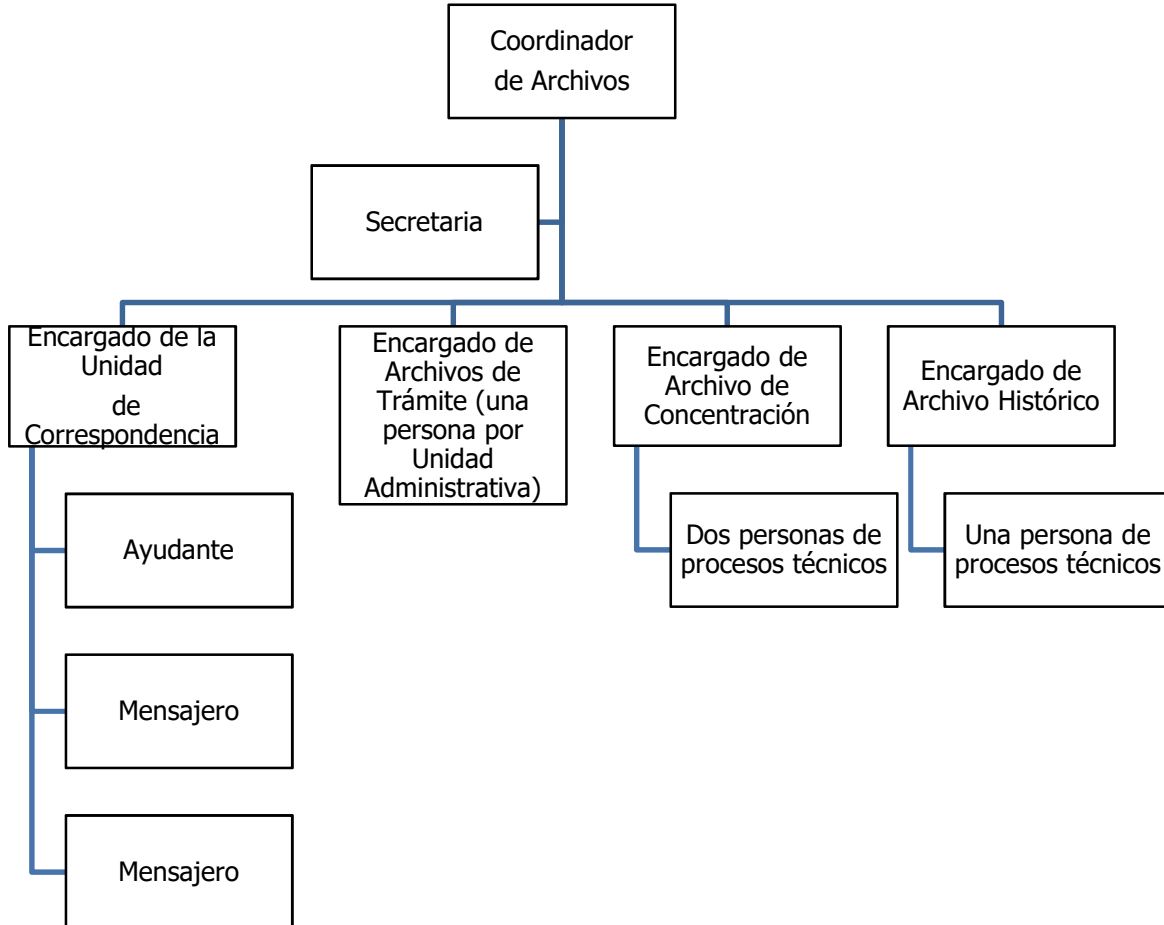 Coordinador
de Archivos
Secretaria
Encargado de la
Unidad
de
Correspondencia
Encargado de
Archivos de
Trámite (una
persona por
Unidad
Administrativa)
Encargado de
Archivo de
Concentración
Encargado de
Archivo Histórico
Ayudante
Mensajero
Mensajero
Dos personas de
procesos técnicos
Una persona de
procesos técnicos